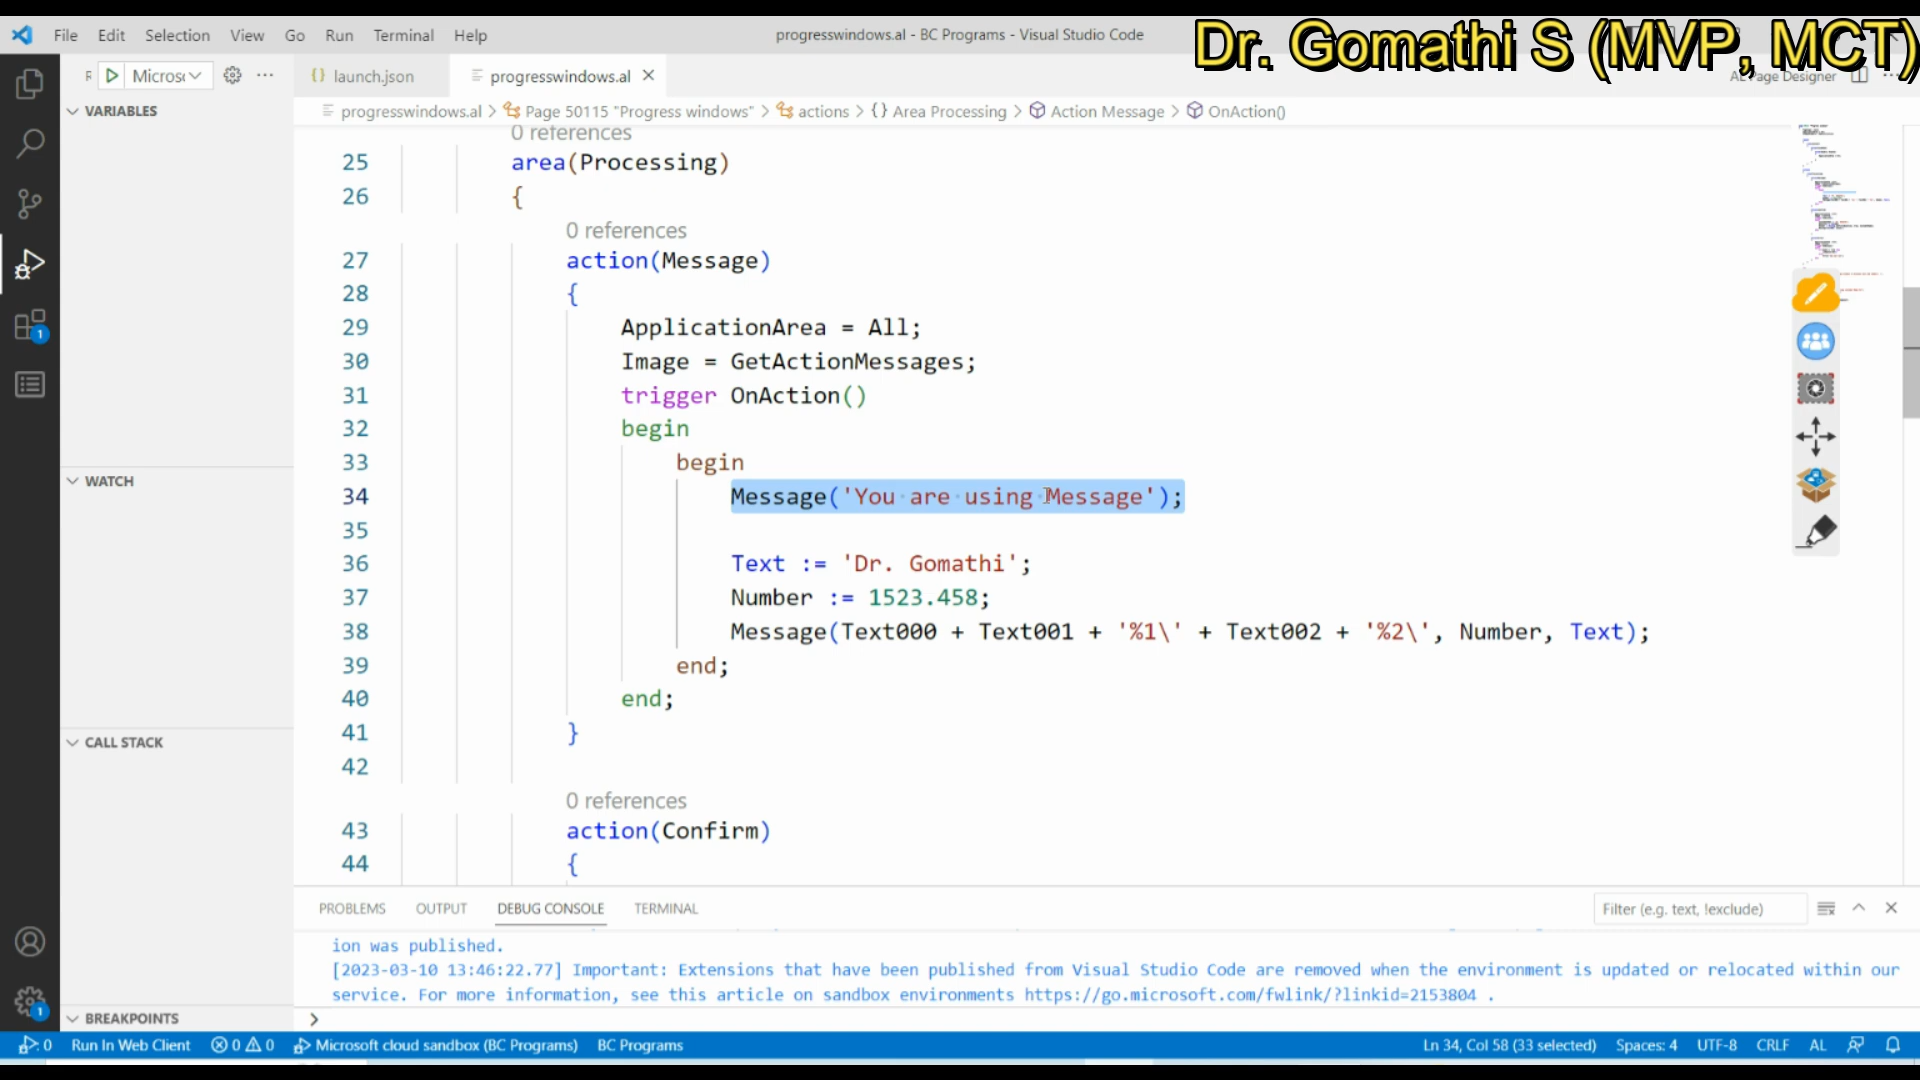 File Edit Selection View Go Run Terminal Help
progresswindows.al - BC Programs - Visual Studio Code
Dr. Gomathi S (MVP, MCT)
launch.json
progresswindows.al
AL Page Designer
progresswindows.al > Page 50115 "Progress windows" > actions > {} Area Processing > Action Message > OnAction()
VARIABLES
WATCH
CALL STACK
BREAKPOINTS
0 references
25 area(Processing)
26 {
0 references
27 action(Message)
28 {
29 ApplicationArea = All;
30 Image = GetActionMessages;
31 trigger OnAction()
32 begin
33 begin
34 Message('You are using Message');
35
36 Text := 'Dr. Gomathi';
37 Number := 1523.458;
38 Message(Text000 + Text001 + '%1\' + Text002 + '%2\', Number, Text);
39 end;
40 end;
41 }
42
0 references
43 action(Confirm)
44 {
PROBLEMS OUTPUT DEBUG CONSOLE TERMINAL
Filter (e.g. text, !exclude)
ion was published.
[2023-03-10 13:46:22.77] Important: Extensions that have been published from Visual Studio Code are removed when the environment is updated or relocated within our
service. For more information, see this article on sandbox environments https://go.microsoft.com/fwlink/?linkid=2153804 .
>
0 Run In Web Client 0 0 Microsoft cloud sandbox (BC Programs) BC Programs
Ln 34, Col 58 (33 selected) Spaces: 4 UTF-8 CRLF AL